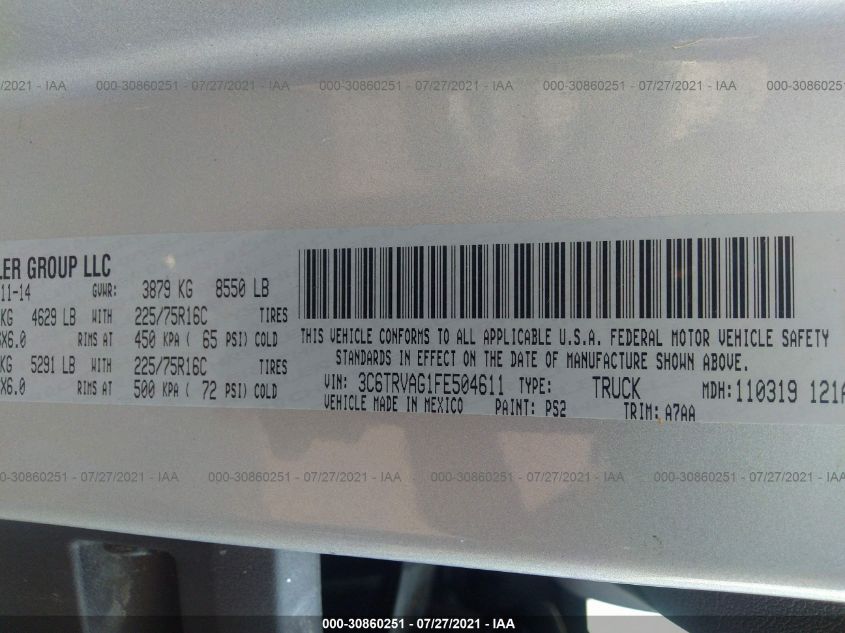 /2021 - IAA 000-30860251 - 07/27/2021 - IAA 000-30860251 - 07/27/2021 - IAA 000-30860251 - 07/27/2021 - IAA 000-308602
LER GROUP LLC
11-14 GVWR: 3879 KG 8550 LB
KG 4629 LB WITH 225/75R16C TIRES
X6.0 RIMS AT 450 KPA ( 65 PSI) COLD
KG 5291 LB WITH 225/75R16C TIRES
X6.0 RIMS AT 500 KPA ( 72 PSI) COLD
THIS VEHICLE CONFORMS TO ALL APPLICABLE U.S.A. FEDERAL MOTOR VEHICLE SAFETY
STANDARDS IN EFFECT ON THE DATE OF MANUFACTURE SHOWN ABOVE.
VIN: 3C6TRVAG1FE504611 TYPE: TRUCK MDH:110319 121A
VEHICLE MADE IN MEXICO PAINT: PS2 TRIM: A7AA
0-30860251 - 07/27/2021 - IAA 000-30860251 - 07/27/2021 - IAA 000-30860251 - 07/27/2021 - IAA 000-30860251 - 07/27/2021 - IAA
000-30860251 - 07/27/2021 - IAA